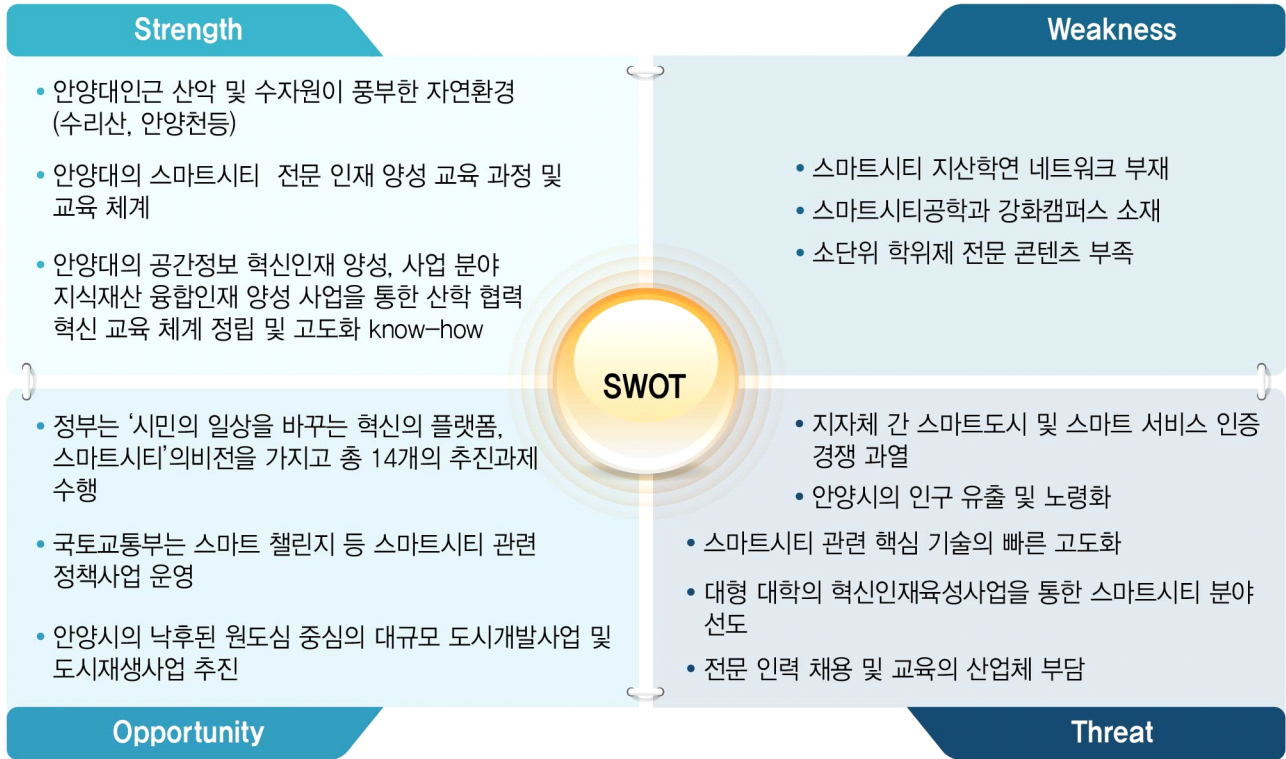 Strength
• 안양대인근 산악 및 수자원이 풍부한 자연환경
(수리산, 안양천등)
• 안양대의 스마트시티 전문 인재 양성 교육 과정 및
교육 체계
• 안양대의 공간정보 혁신인재 양성, 사업 분야
지식재산 융합인재 양성 사업을 통한 산학 협력
혁신 교육 체계 정립 및 고도화 know-how
Weakness
• 스마트시티 지산학연 네트워크 부재
• 스마트시티공학과 강화캠퍼스 소재
• 소단위 학위제 전문 콘텐츠 부족
SWOT
• 정부는 ‘시민의 일상을 바꾸는 혁신의 플랫폼,
스마트시티’의비전을 가지고 총 14개의 추진과제
수행
• 국토교통부는 스마트 챌린지 등 스마트시티 관련
정책사업 운영
• 안양시의 낙후된 원도심 중심의 대규모 도시개발사업 및
도시재생사업 추진
Opportunity
• 지자체 간 스마트도시 및 스마트 서비스 인증
경쟁 과열
• 안양시의 인구 유출 및 노령화
• 스마트시티 관련 핵심 기술의 빠른 고도화
• 대형 대학의 혁신인재육성사업을 통한 스마트시티 분야
선도
• 전문 인력 채용 및 교육의 산업체 부담
Threat